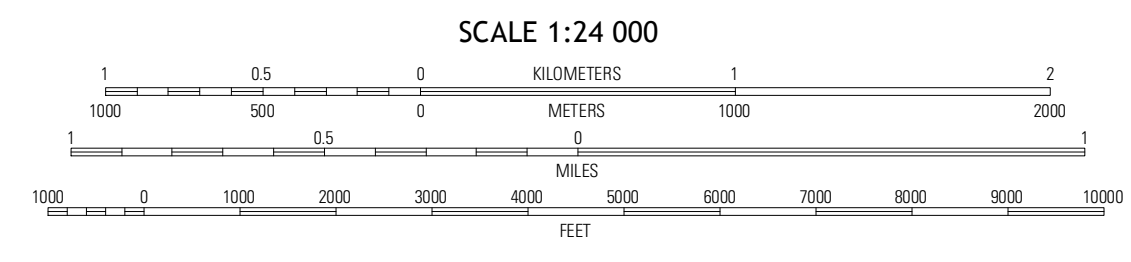 SCALE 1:24 000
1 0.5 0 KILOMETERS 1 2
1000 500 0 METERS 1000 2000
1 0.5 0 1
MILES
1000 0 1000 2000 3000 4000 5000 6000 7000 8000 9000 10000
FEET